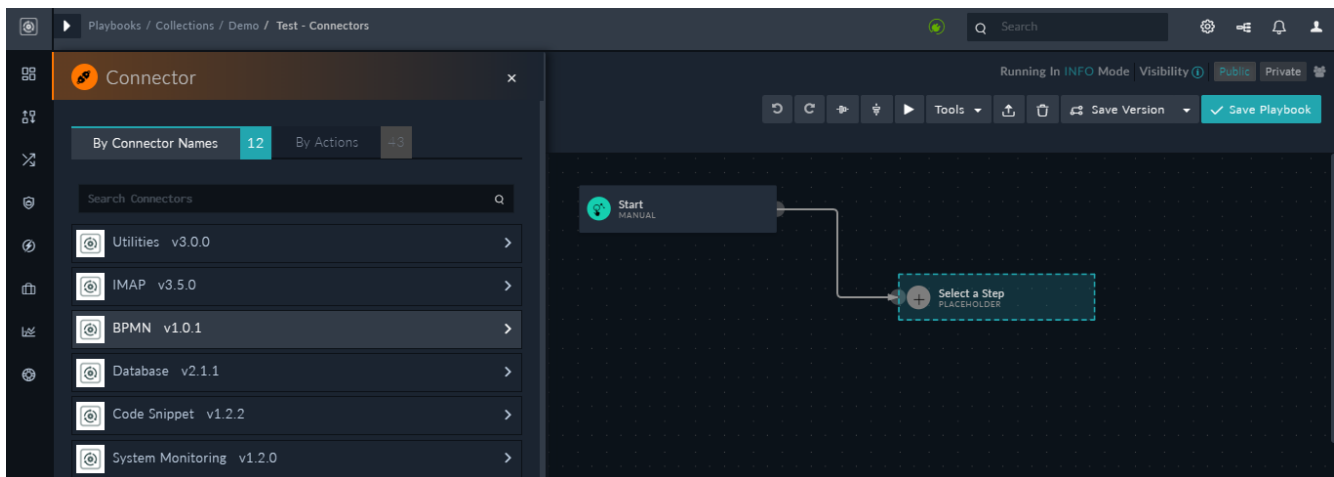 Playbooks / Collections / Demo / Test - Connectors
Search
Connector
Running In INFO Mode Visibility Public Private
Tools Save Version Save Playbook
By Connector Names 12 By Actions 43
Search Connectors
Utilities v3.0.0
IMAP v3.5.0
BPMN v1.0.1
Database v2.1.1
Code Snippet v1.2.2
System Monitoring v1.2.0
Start
MANUAL
Select a Step
PLACEHOLDER